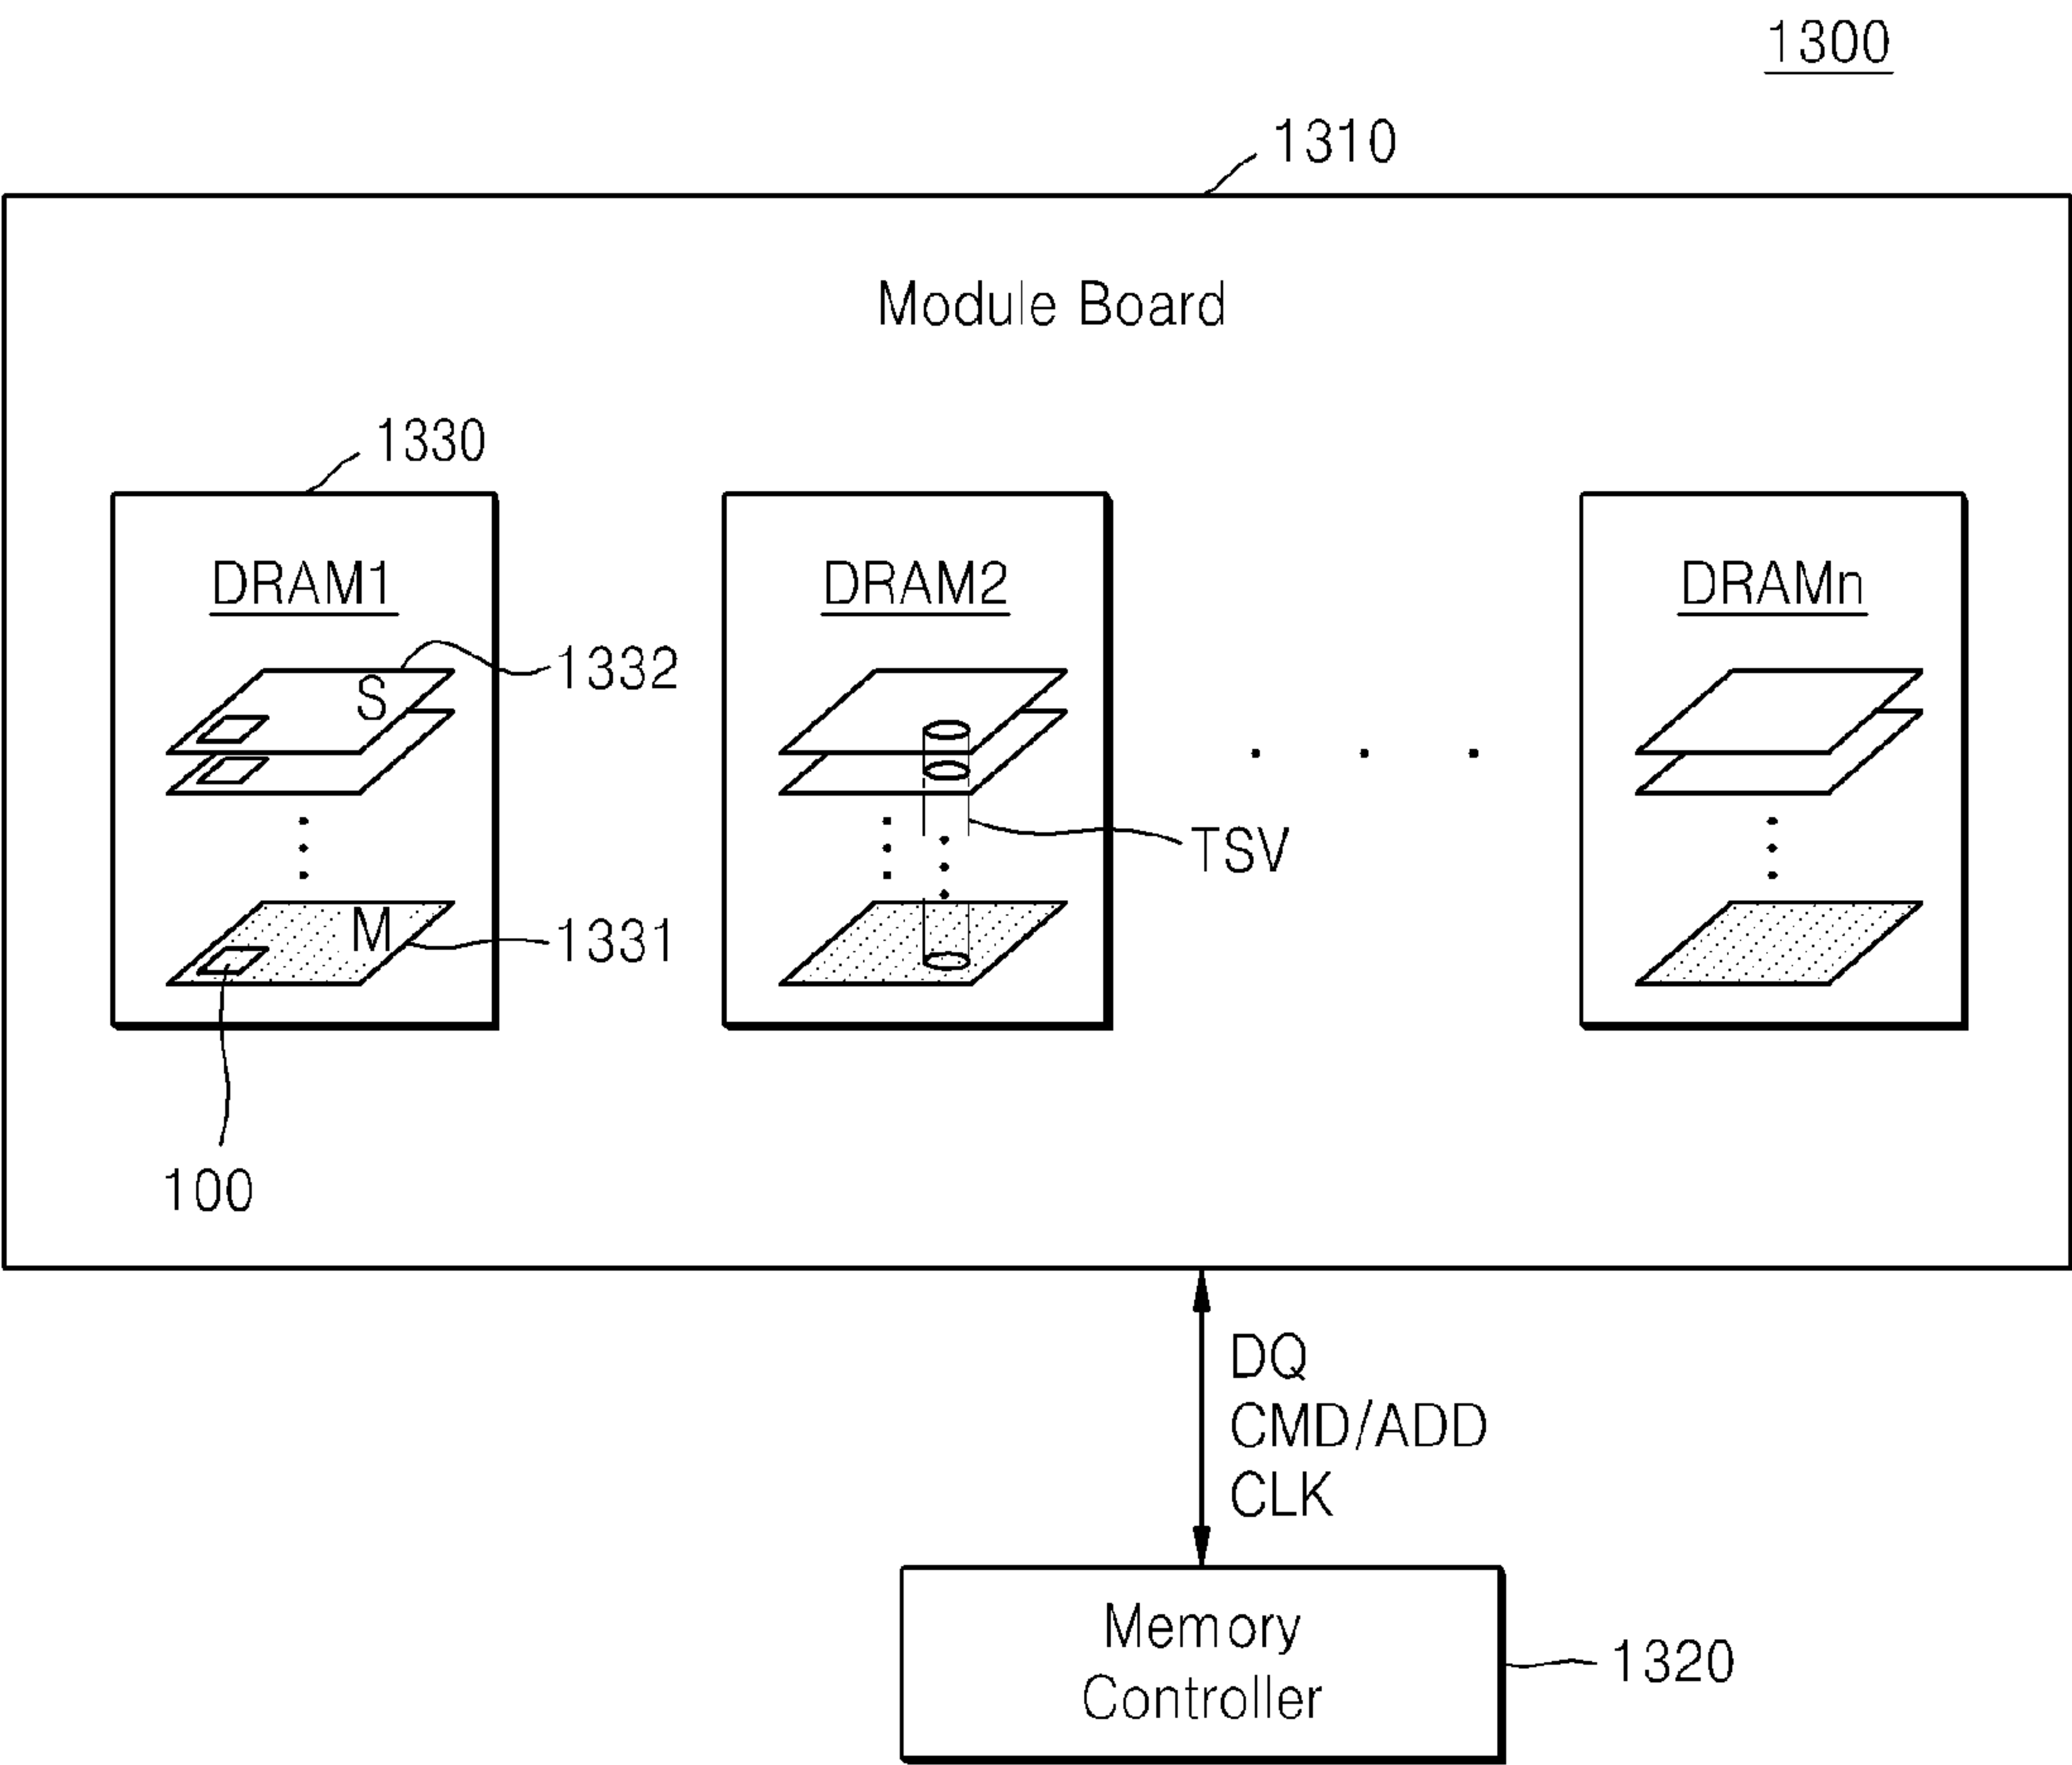 1300
1310
Module Board
1330
DRAM1
DRAM2
DRAMn
S
1332
TSV
M
1331
100
DQ
CMD/ADD
CLK
Memory
Controller
1320